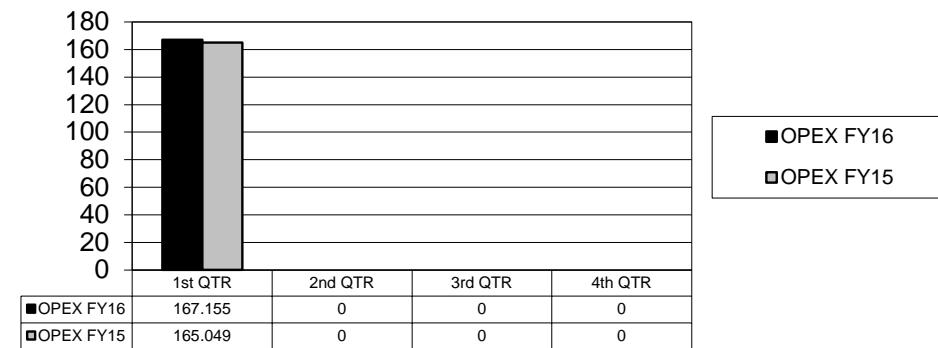 180
160
140
120
100
80
60
40
20
0
OPEX FY16
OPEX FY15
1st QTR 2nd QTR 3rd QTR 4th QTR
OPEX FY16 167.155 0 0 0
OPEX FY15 165.049 0 0 0